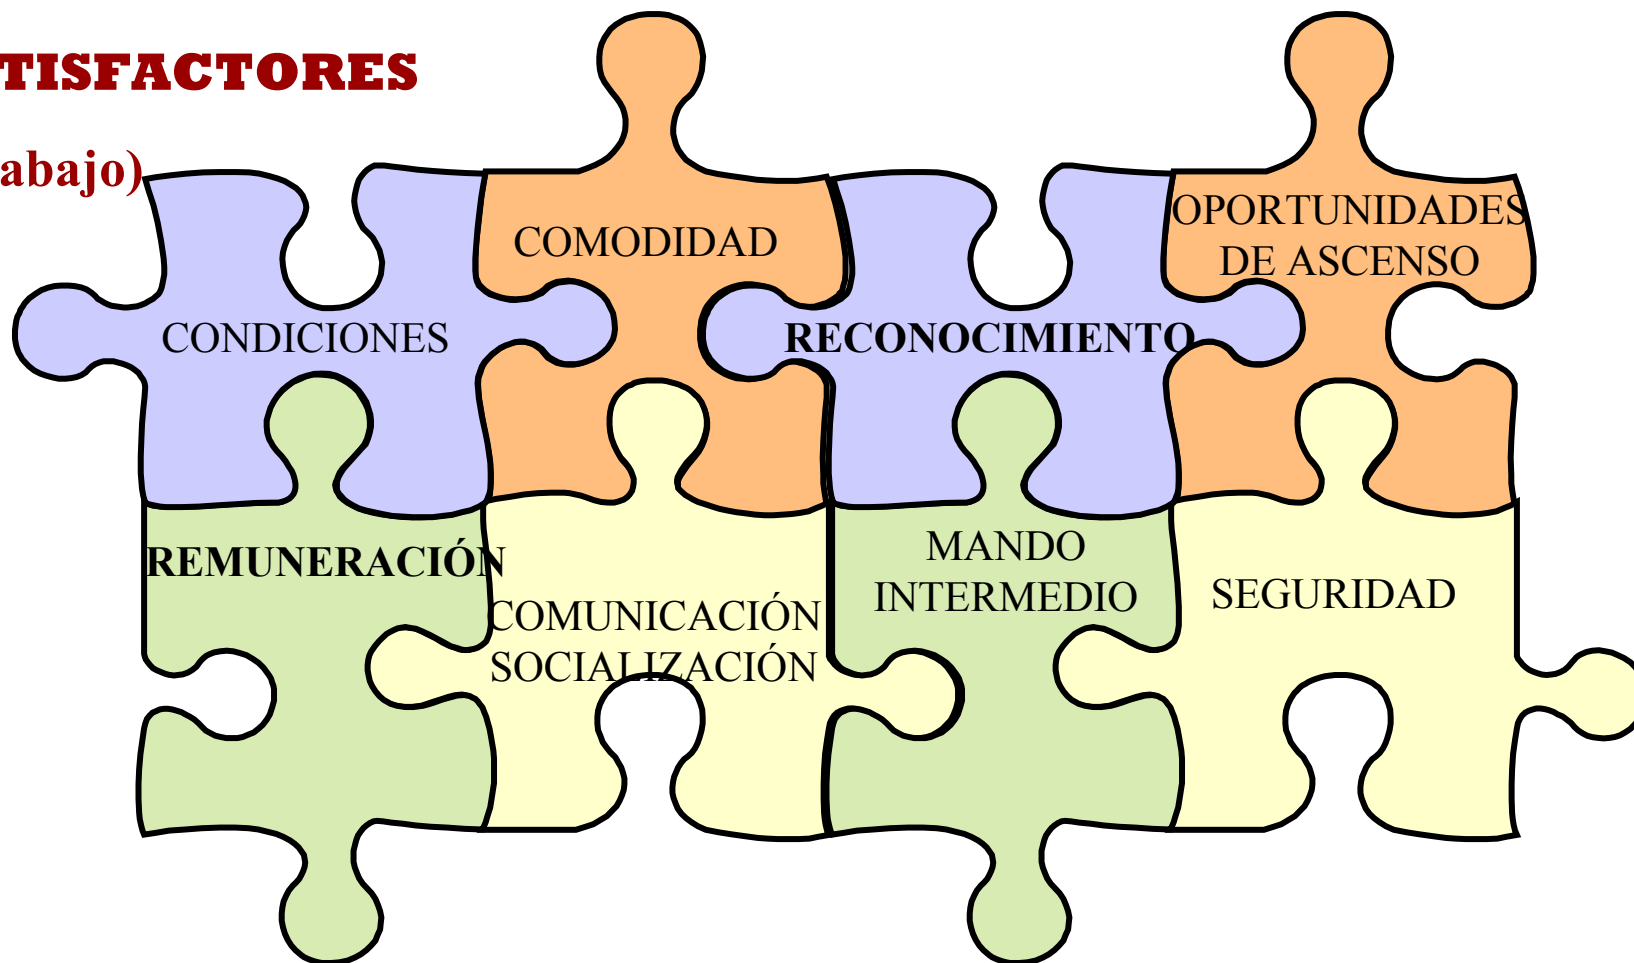 TISFACTORES
abajo)
COMODIDAD
OPORTUNIDADES
DE ASCENSO
CONDICIONES
RECONOCIMIENTO
REMUNERACIÓN
COMUNICACIÓN
SOCIALIZACIÓN
MANDO
INTERMEDIO
SEGURIDAD